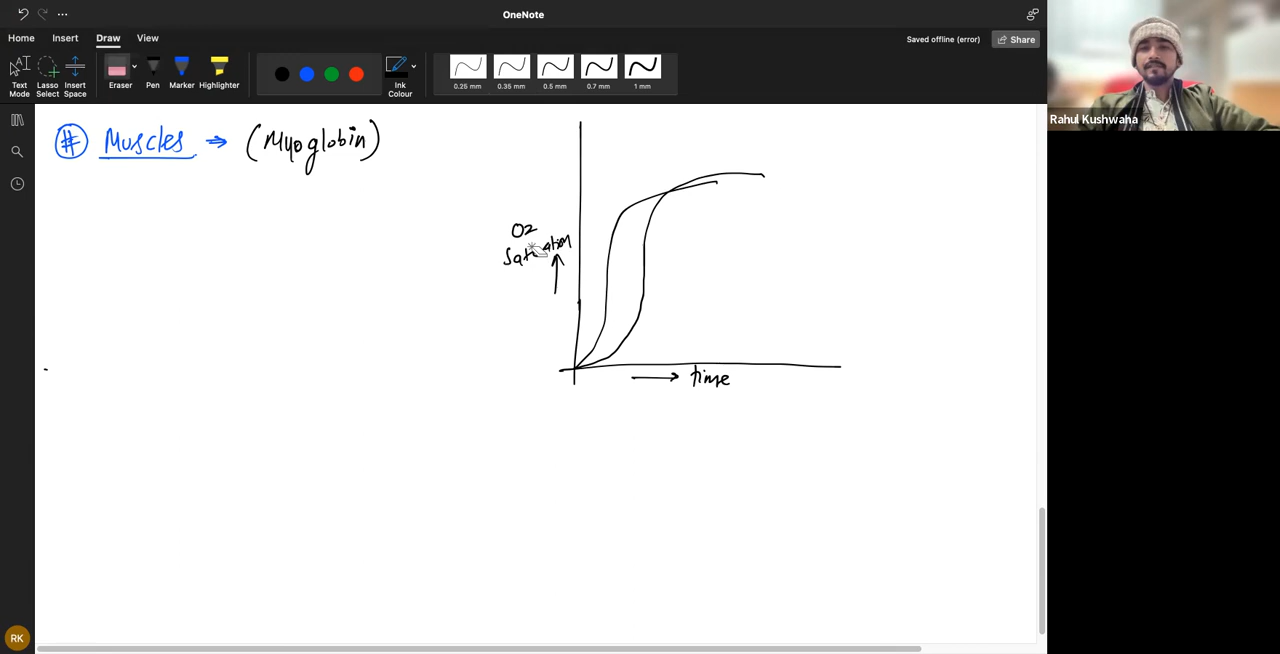 OneNote
Home Insert Draw View
Saved offline (error) Share
Text Mode
Lasso Select
Insert Space
Eraser
Pen
Marker
Highlighter
Ink Colour
0.25 mm 0.35 mm 0.5 mm 0.7 mm 1 mm
Rahul Kushwaha
# Muscles → (Myoglobin)
O2
Saturation
→ time
RK